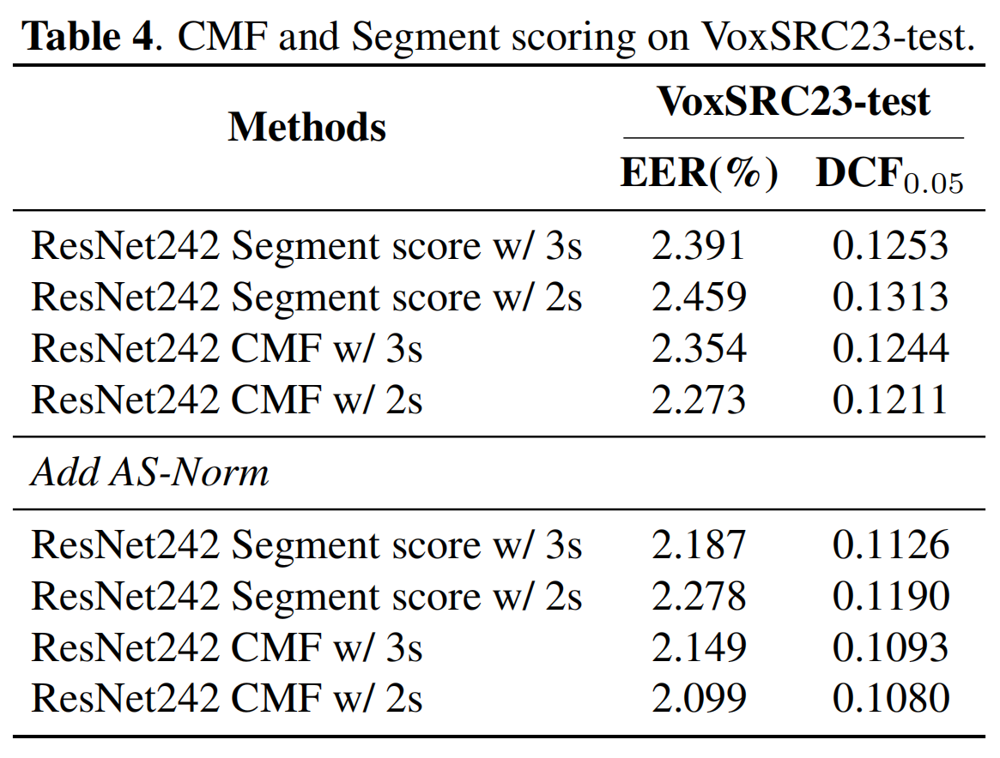 Table 4. CMF and Segment scoring on VoxSRC23-test.
Methods VoxSRC23-test
EER(%) DCF0.05
ResNet242 Segment score w/ 3s 2.391 0.1253
ResNet242 Segment score w/ 2s 2.459 0.1313
ResNet242 CMF w/ 3s 2.354 0.1244
ResNet242 CMF w/ 2s 2.273 0.1211
Add AS-Norm
ResNet242 Segment score w/ 3s 2.187 0.1126
ResNet242 Segment score w/ 2s 2.278 0.1190
ResNet242 CMF w/ 3s 2.149 0.1093
ResNet242 CMF w/ 2s 2.099 0.1080